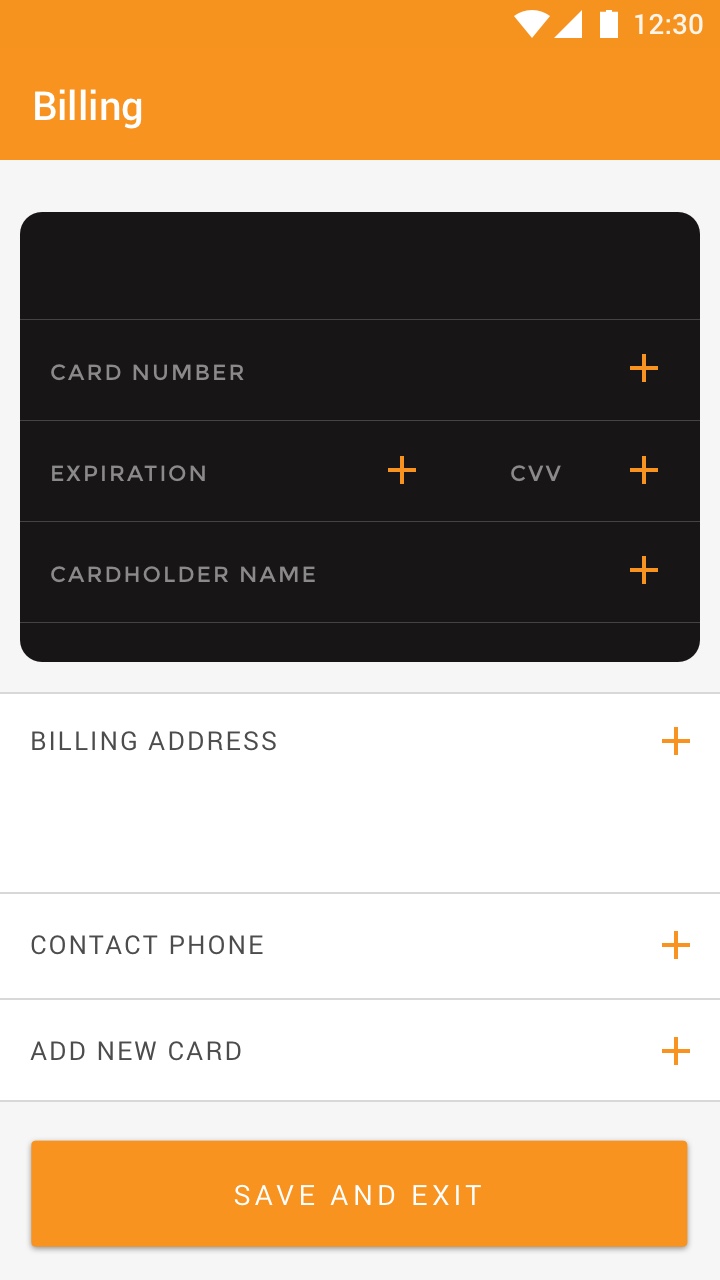 12:30
Billing
CARD NUMBER
EXPIRATION CVV
CARDHOLDER NAME
BILLING ADDRESS
CONTACT PHONE
ADD NEW CARD
SAVE AND EXIT